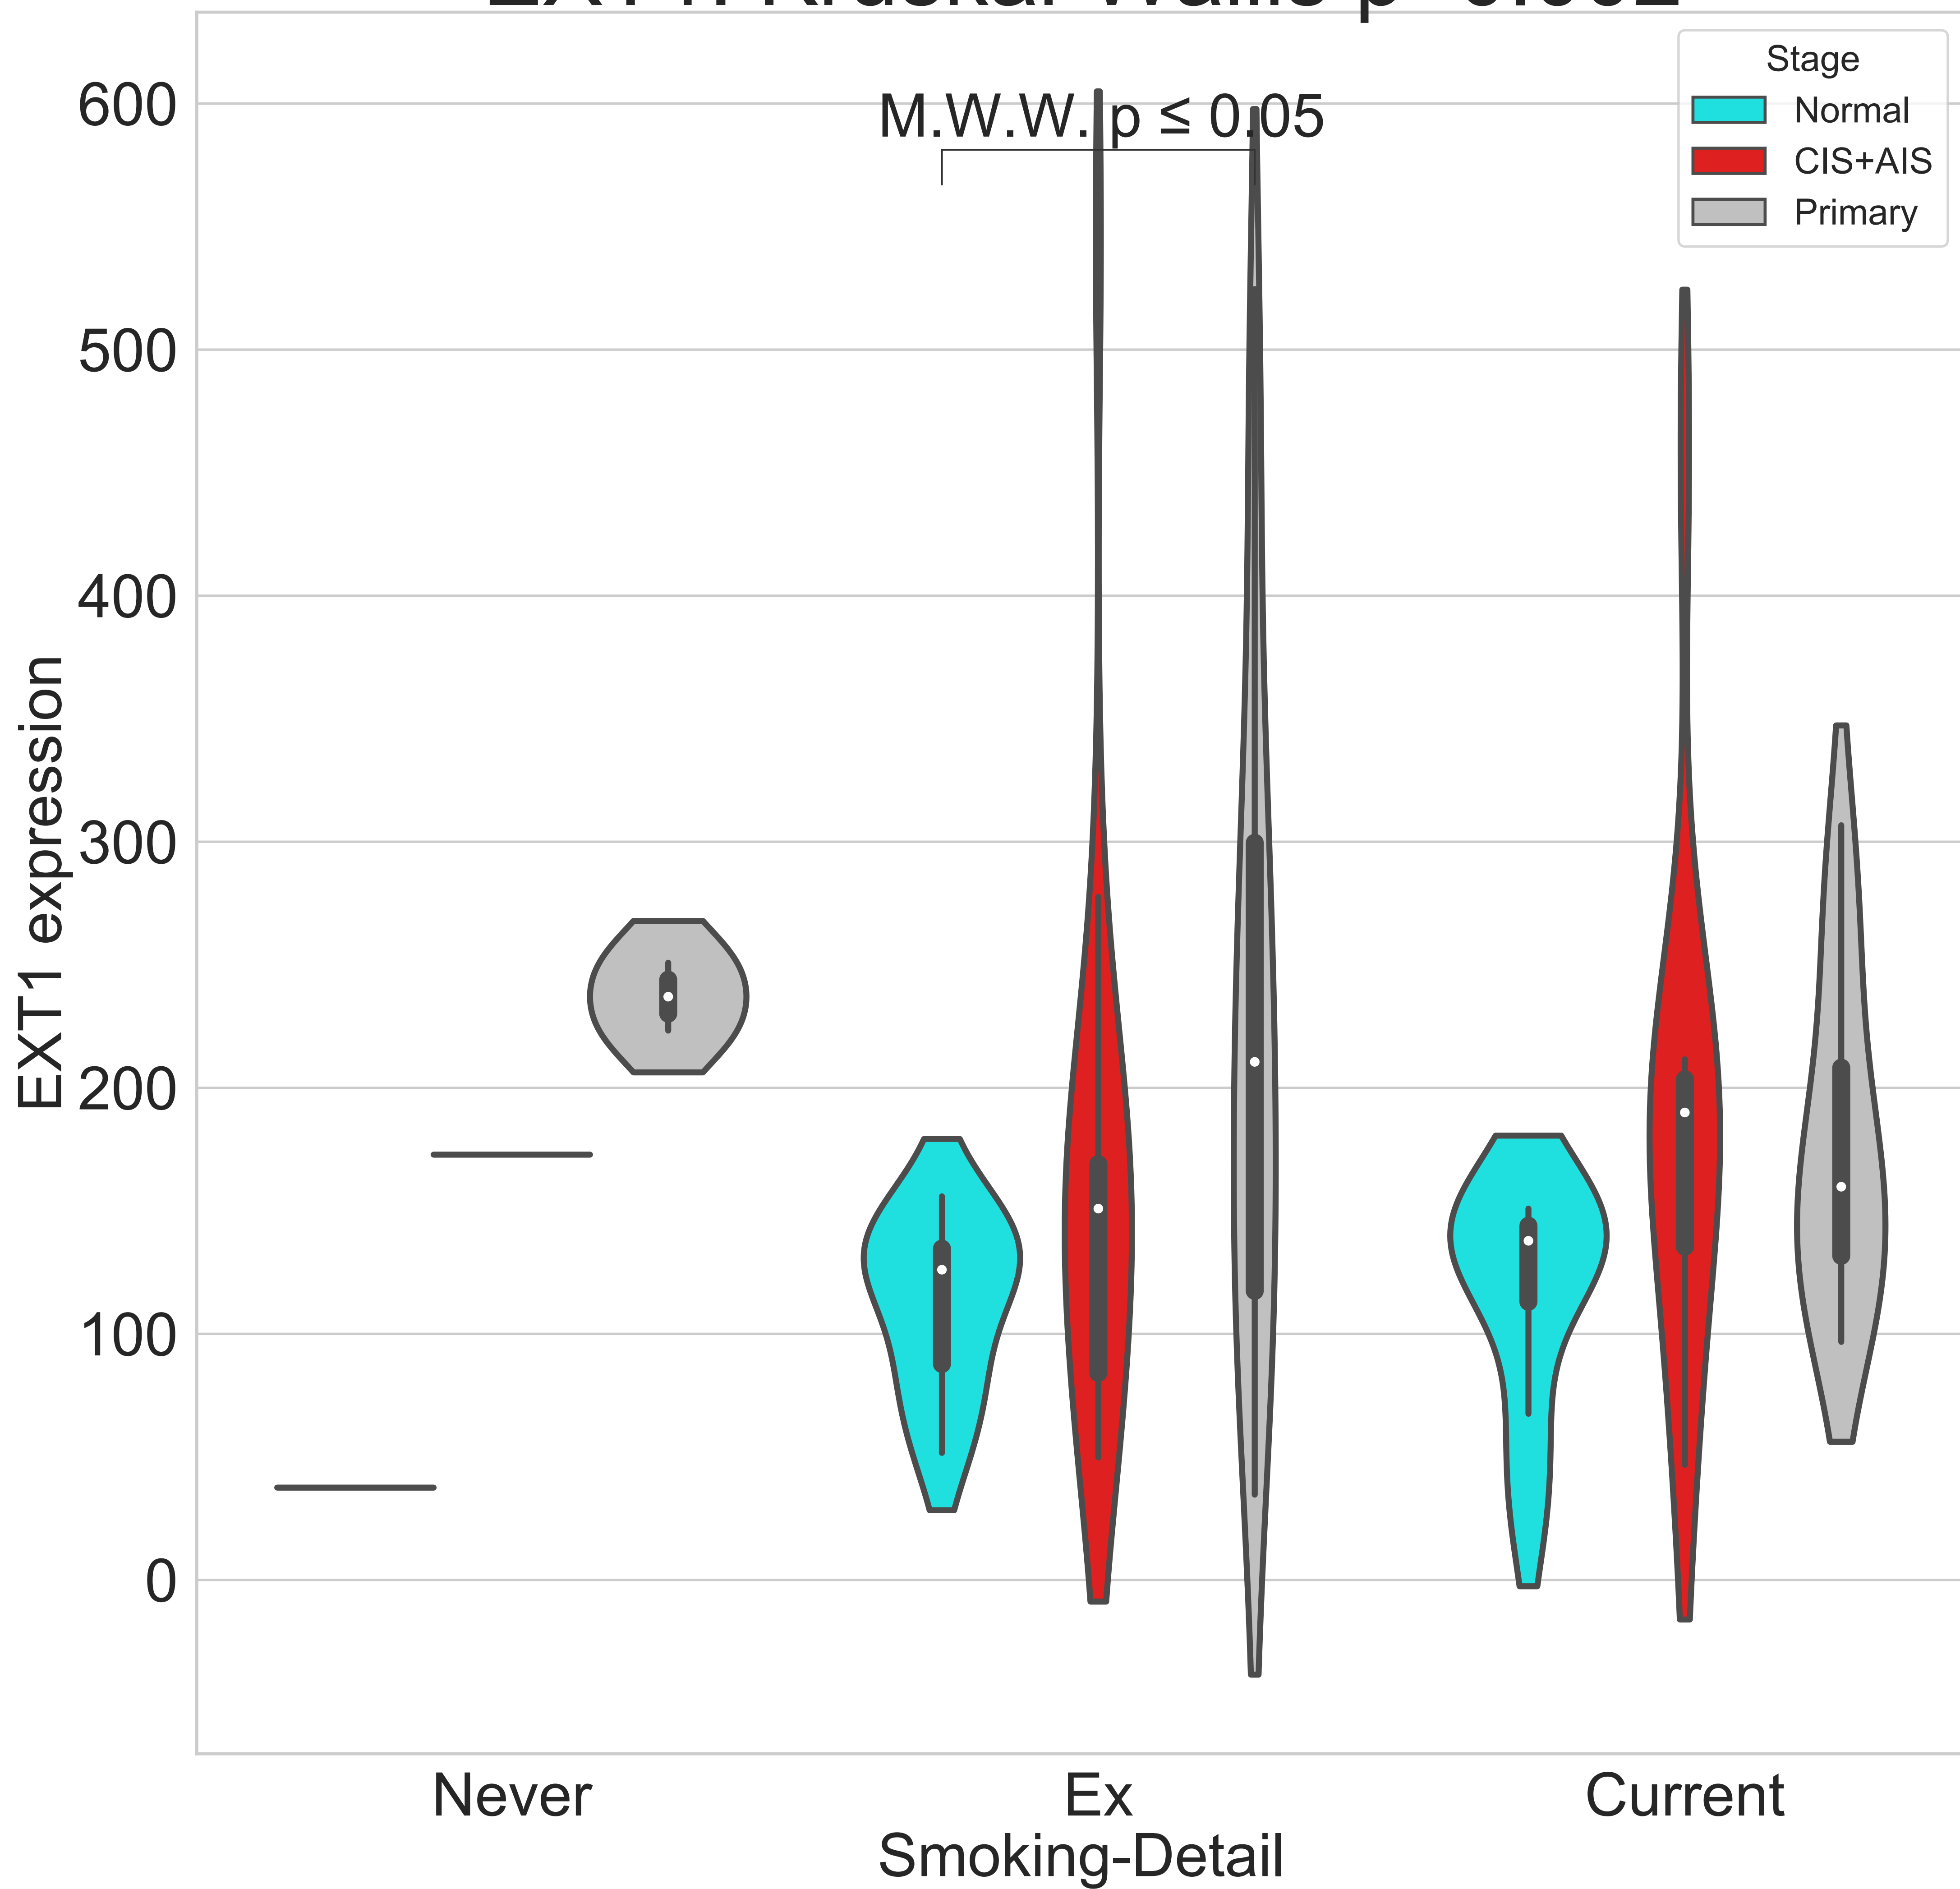 Stage
Normal
CIS+AIS
Primary
M.W.W. p ≤ 0.05
600
500
400
300
200
100
0
EXT1 expression
Never
Ex
Current
Smoking-Detail